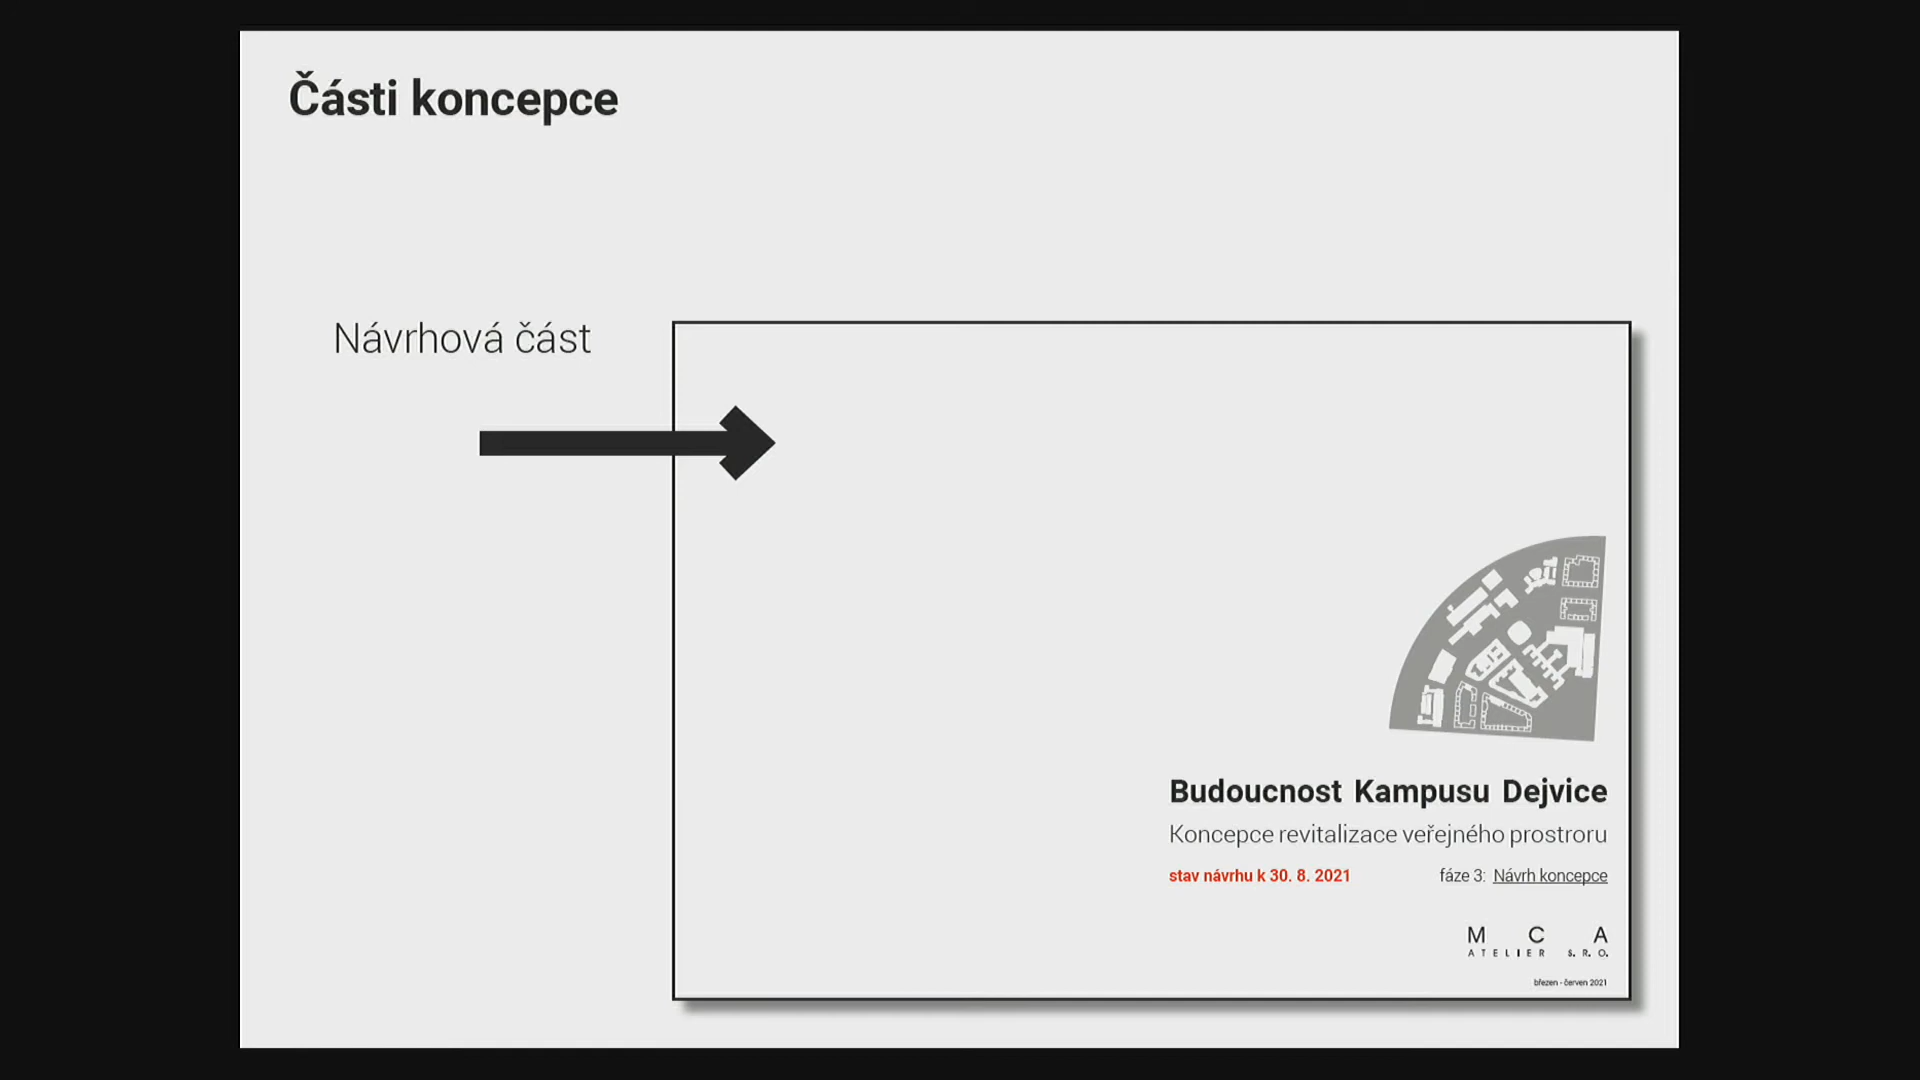 Části koncepce
Návrhová část
Budoucnost Kampusu Dejvice
Koncepce revitalizace veřejného prostroru
stav návrhu k 30. 8. 2021 fáze 3: Návrh koncepce
M C A
ATELIER S.R.O.
březen - červen 2021